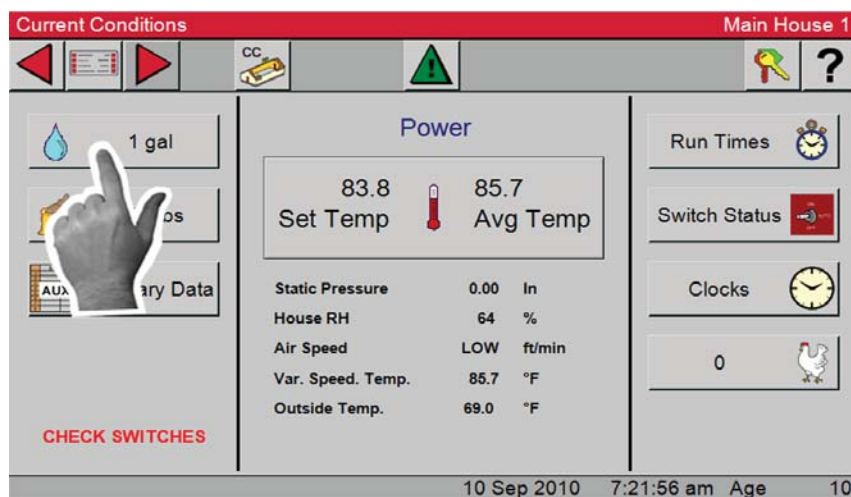 Current Conditions Main House 1
CC
?
1 gal
AUX Data
CHECK SWITCHES
Power
83.8 85.7
Set Temp Avg Temp
Static Pressure 0.00 In
House RH 64 %
Air Speed LOW ft/min
Var. Speed. Temp. 85.7 °F
Outside Temp. 69.0 °F
Run Times
Switch Status
Clocks
0
10 Sep 2010 7:21:56 am Age 10